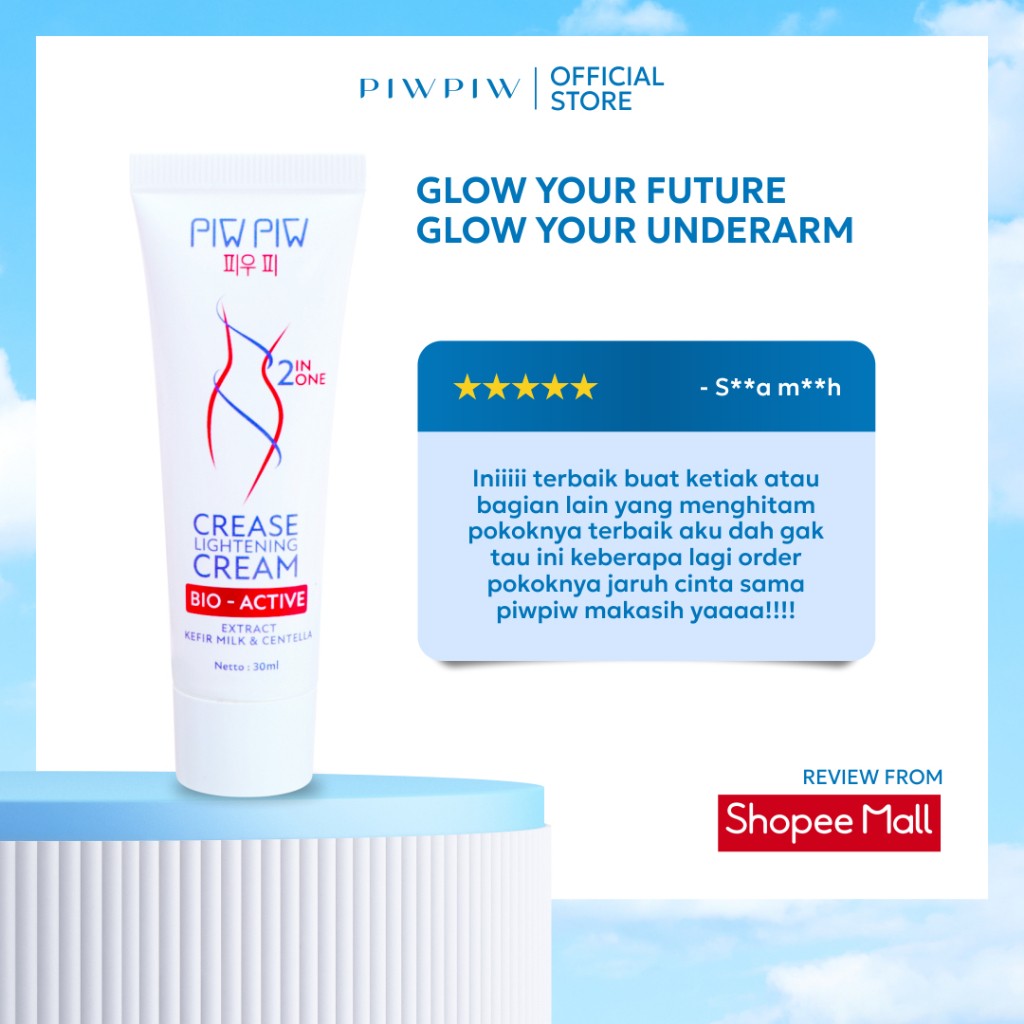 PIWPIW | OFFICIAL
STORE
GLOW YOUR FUTURE
GLOW YOUR UNDERARM
PIW PIW
피우피
2 IN
ONE
CREASE
LIGHTENING
CREAM
BIO - ACTIVE
EXTRACT
KEFIR MILK & CENTELLA
Netto : 30ml
- S**a m**h
Iniiiii terbaik buat ketiak atau
bagian lain yang menghitam
pokoknya terbaik aku dah gak
tau ini keberapa lagi order
pokoknya jaruh cinta sama
piwpiw makasih yaaaa!!!!
REVIEW FROM
Shopee Mall